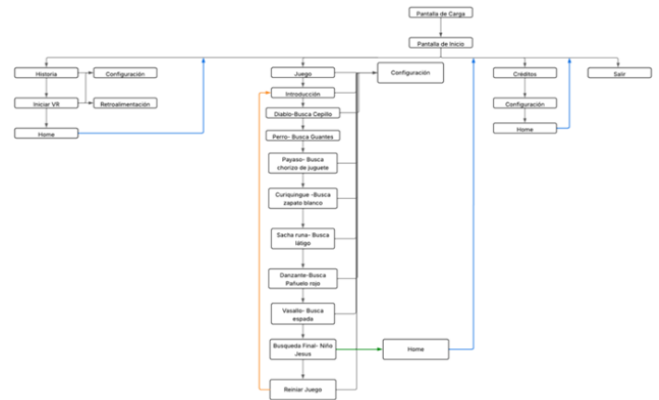 Pantalla de Carga
Pantalla de Inicio
Historia
Configuración
Iniciar VR
Retroalimentación
Home
Juego
Configuración
Introducción
Diablo-Busca Cepillo
Perro- Busca Guantes
Payaso- Busca
chorizo de juguete
Curiquingue -Busca
zapato blanco
Sacha runa- Busca
látigo
Danzante-Busca
Pañuelo rojo
Vasallo- Busca
espada
Busqueda Final- Niño
Jesus
Home
Reiniar Juego
Créditos
Configuración
Home
Salir